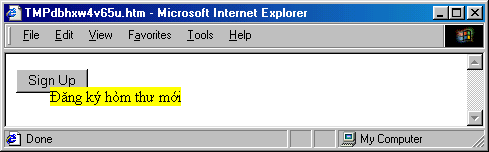 TMPdbhxw4v65u.htm - Microsoft Internet Explorer
File Edit View Favorites Tools Help
Sign Up
Đăng ký hòm thư mới
Done My Computer